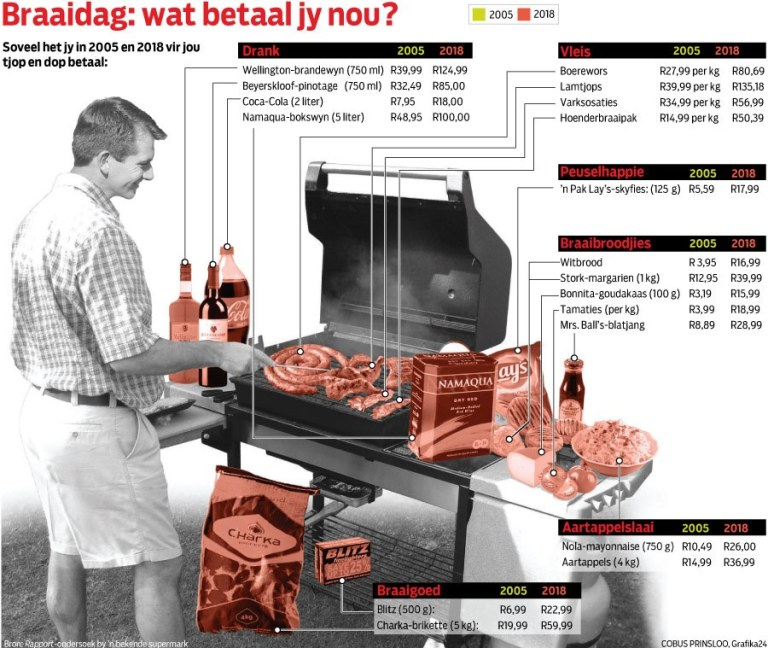 Braaidag: wat betaal jy nou?
2005 2018
Soveel het jy in 2005 en 2018 vir jou
tjop en dop betaal:
Drank 2005 2018
Wellington-brandewyn (750 ml) R39,99 R124,99
Beyerskloof-pinotage (750 ml) R32,49 R85,00
Coca-Cola (2 liter) R7,95 R18,00
Namaqua-bokswyn (5 liter) R48,95 R100,00
Vleis 2005 2018
Boerewors R27,99 per kg R80,69
Lamtjops R39,99 per kg R135,18
Varksosaties R34,99 per kg R56,99
Hoenderbraaipak R14,99 per kg R50,39
Peuselhappie 2005 2018
'n Pak Lay's-skyfies: (125 g) R5,59 R17,99
Braaibroodjies 2005 2018
Witbrood R 3,95 R16,99
Stork-margarien (1 kg) R12,95 R39,99
Bonnita-goudakaas (100 g) R3,19 R15,99
Tamaties (per kg) R3,99 R18,99
Mrs. Ball's-blatjang R8,89 R28,99
NAMAQUA
DRY RED
ays
CHARKA
4kg
BLITZ
Aartappelslaai 2005 2018
Nola-mayonnaise (750 g) R10,49 R26,00
Aartappels (4 kg) R14,99 R36,99
Braaigoed 2005 2018
Blitz (500 g): R6,99 R22,99
Charka-brikette (5 kg): R19,99 R59,99
Bron: Rapport-ondersoek by 'n bekende supermark
COBUS PRINSLOO, Grafika24